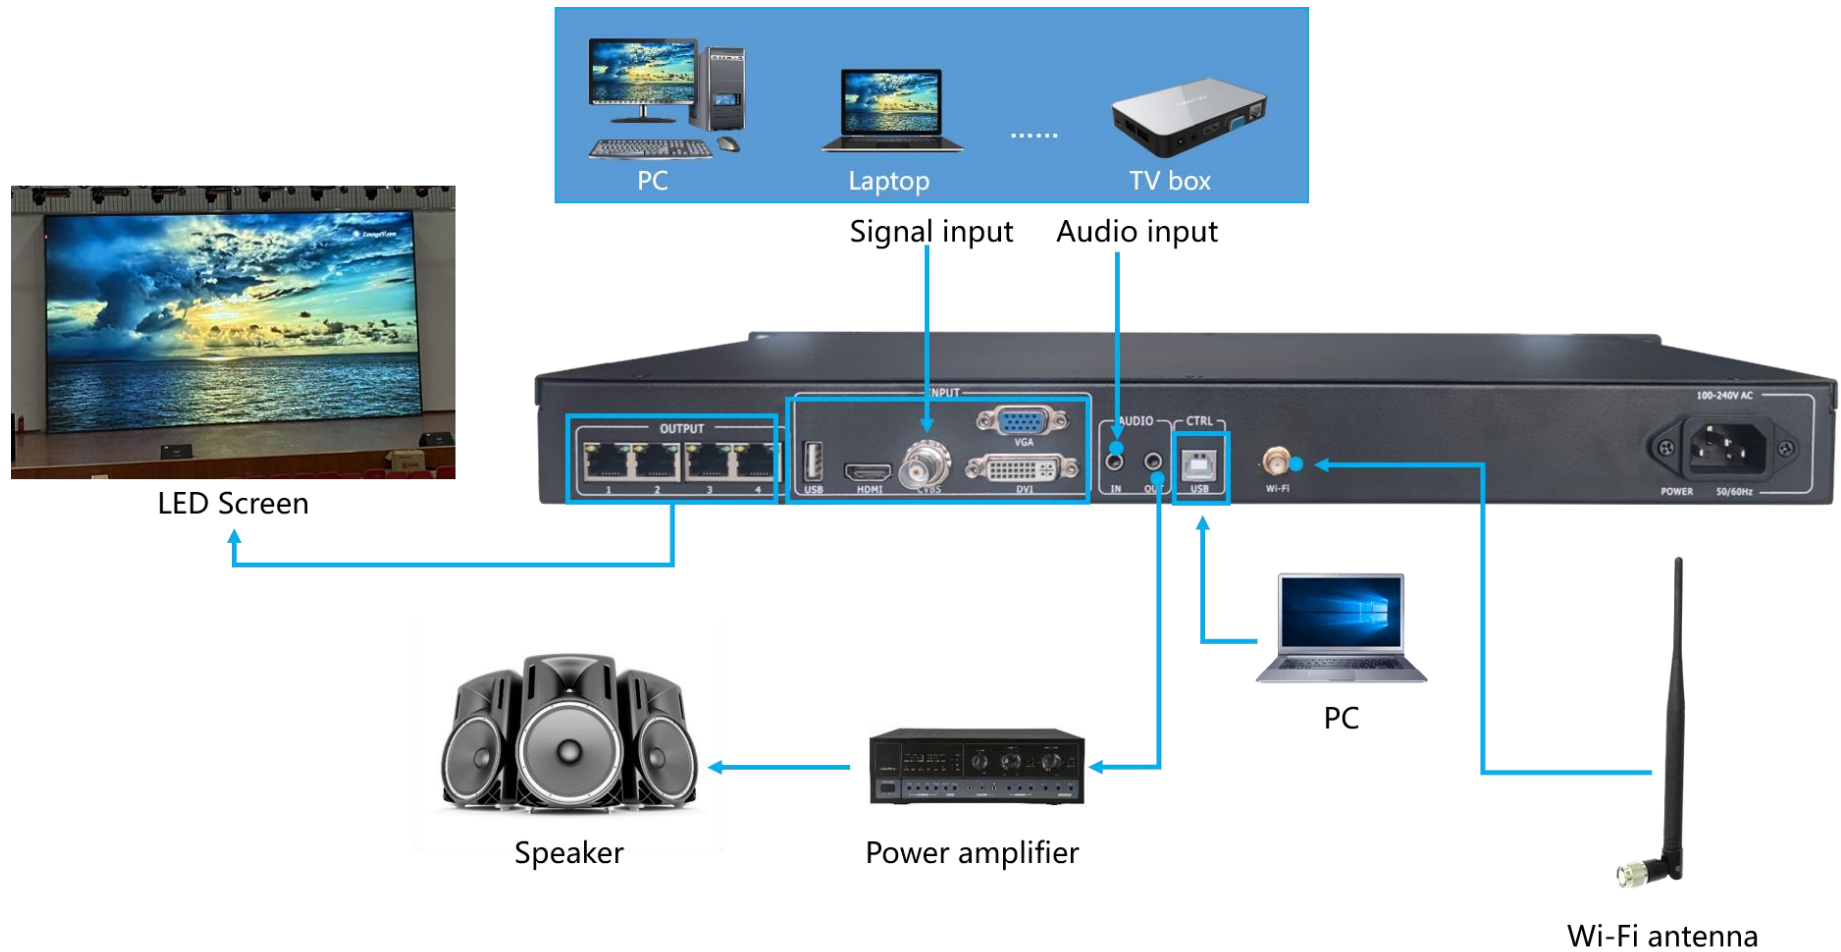 PC
Laptop
......
TV box
Signal input
Audio input
LoungeV.com
LED Screen
OUTPUT
1
2
3
4
INPUT
USB
HDMI
CVBS
VGA
DVI
AUDIO
IN
OUT
CTRL
USB
Wi-Fi
100-240V AC
POWER
50/60Hz
PC
Speaker
Power amplifier
Wi-Fi antenna